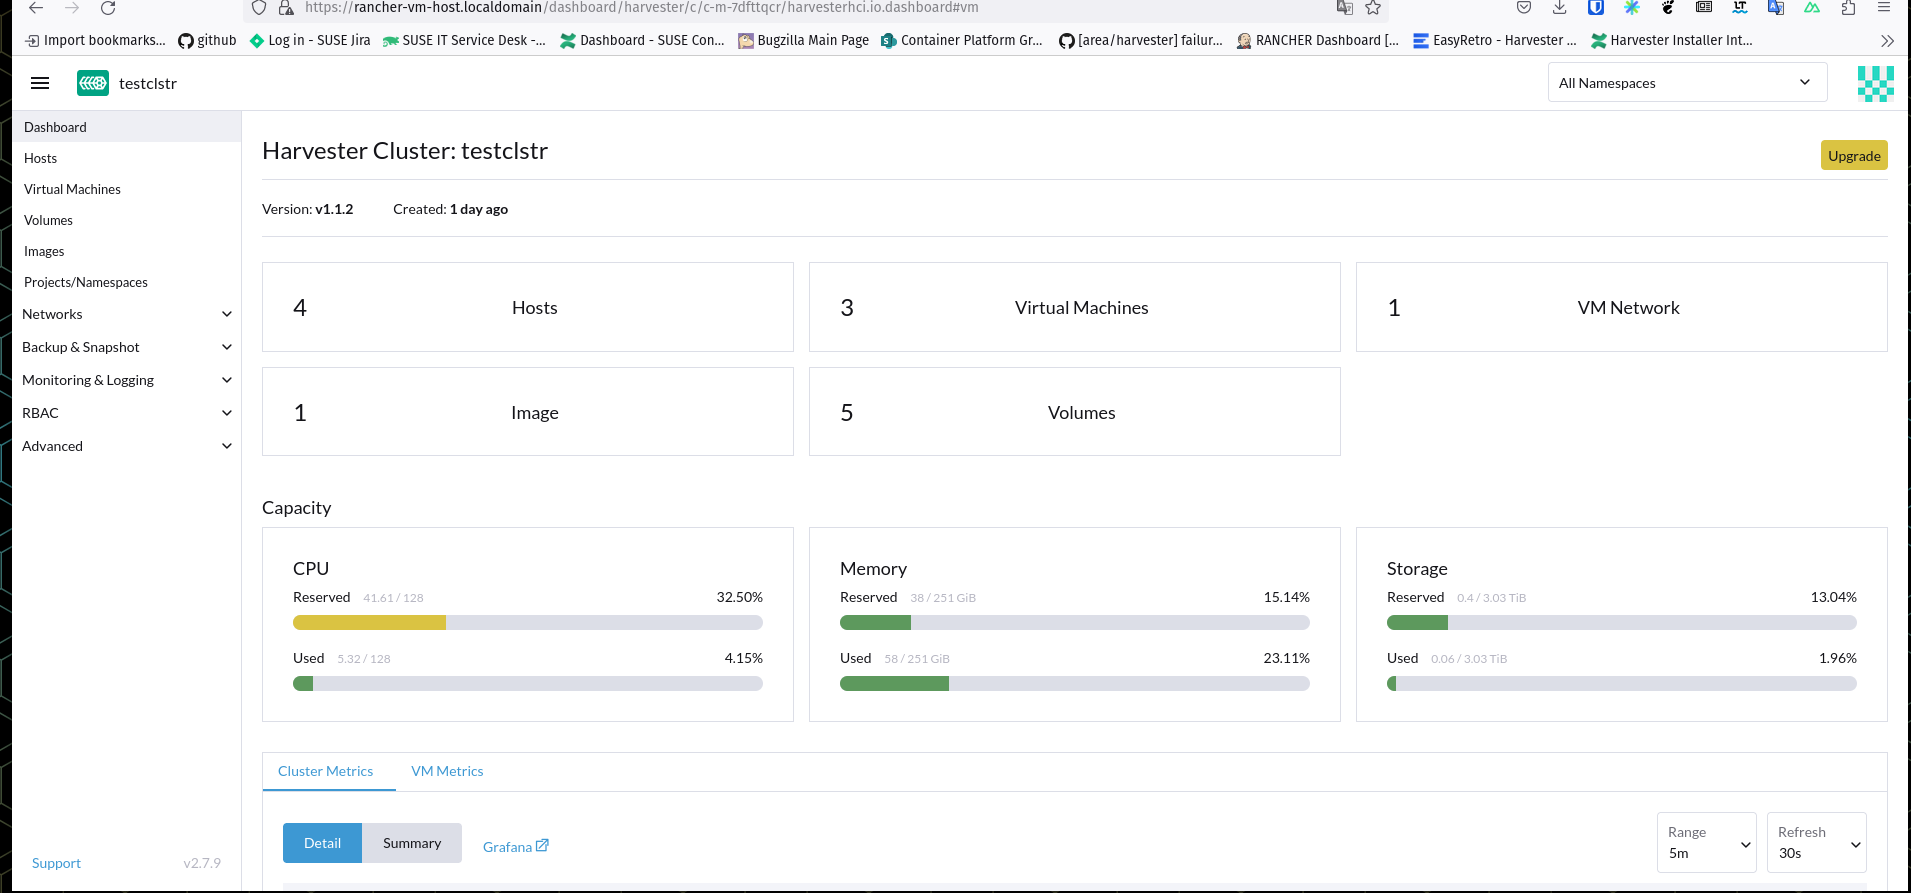 https://rancher-vm-host.localdomain/dashboard/harvester/c/c-m-7dfttqcr/harvesterhci.io.dashboard#vm
Import bookmarks... github Log in - SUSE Jira SUSE IT Service Desk -... Dashboard - SUSE Con... Bugzilla Main Page Container Platform Gr... [area/harvester] failur... RANCHER Dashboard [... EasyRetro - Harvester ... Harvester Installer Int...
testclstr All Namespaces
Dashboard
Hosts
Virtual Machines
Volumes
Images
Projects/Namespaces
Networks
Backup & Snapshot
Monitoring & Logging
RBAC
Advanced
Support v2.7.9
Harvester Cluster: testclstr Upgrade
Version: v1.1.2 Created: 1 day ago
4 Hosts 3 Virtual Machines 1 VM Network
1 Image 5 Volumes
Capacity
CPU
Reserved 41.61 / 128 32.50%
Used 5.32 / 128 4.15%
Memory
Reserved 38 / 251 GiB 15.14%
Used 58 / 251 GiB 23.11%
Storage
Reserved 0.4 / 3.03 TiB 13.04%
Used 0.06 / 3.03 TiB 1.96%
Cluster Metrics VM Metrics
Detail Summary Grafana
Range
5m
Refresh
30s